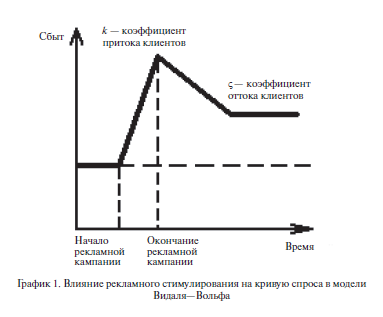 Сбыт
k — коэффициент
притока клиентов
ς — коэффициент
оттока клиентов
Начало
рекламной
кампании
Окончание
рекламной
кампании
Время
График 1. Влияние рекламного стимулирования на кривую спроса в модели
Видаля—Вольфа